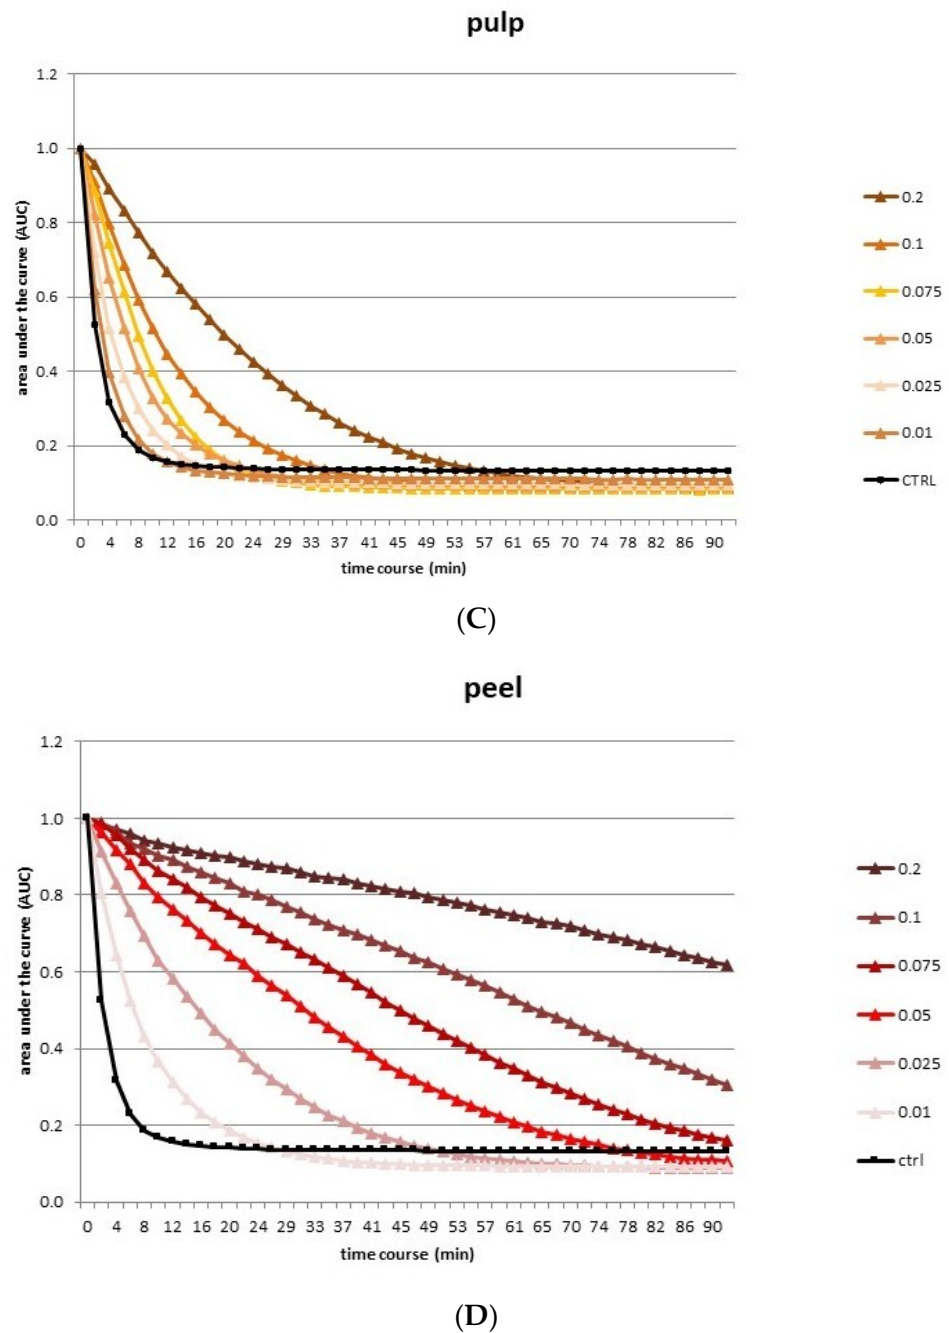 pulp
1.2
1.0
0.8
0.6
0.4
0.2
0.0
area under the curve (AUC)
0 4 8 12 16 20 24 29 33 37 41 45 49 53 57 61 65 70 74 78 82 86 90
time course (min)
0.2
0.1
0.075
0.05
0.025
0.01
CTRL
(C)
peel
1.2
1.0
0.8
0.6
0.4
0.2
0.0
area under the curve (AUC)
0 4 8 12 16 20 24 29 33 37 41 45 49 53 57 61 65 70 74 78 82 86 90
time course (min)
0.2
0.1
0.075
0.05
0.025
0.01
ctrl
(D)